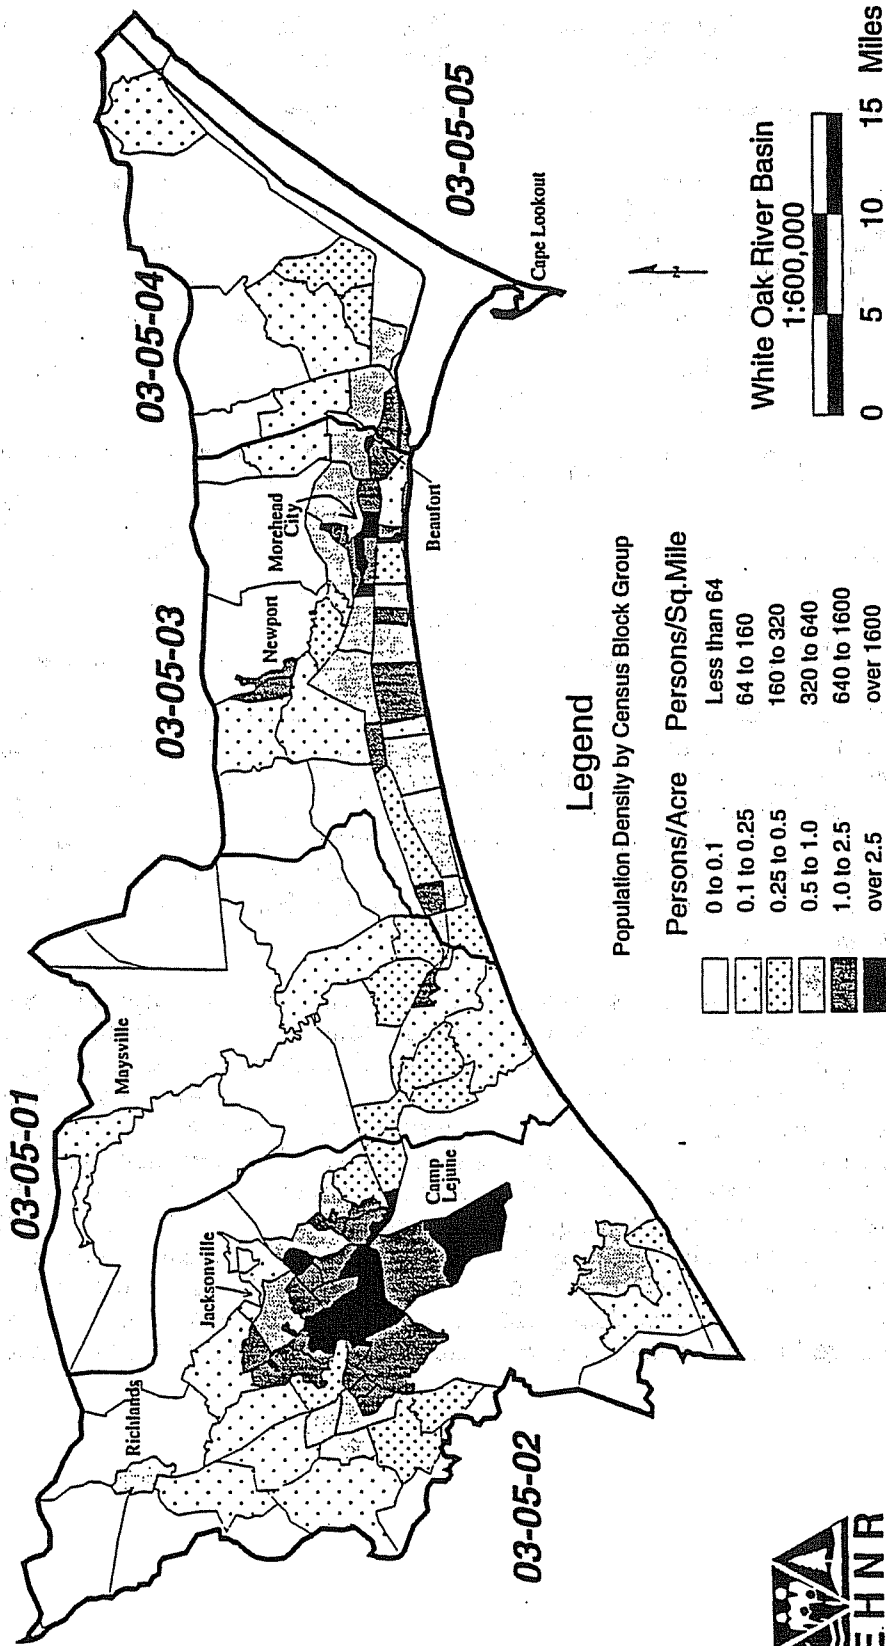 03-05-01
03-05-02
03-05-03
03-05-04
03-05-05
Richlands
Jacksonville
Maysville
Camp
Lejune
Newport
Morehead
City
Beaufort
Cape Lookout
Legend
Population Density by Census Block Group
Persons/Acre Persons/Sq.Mile
0 to 0.1 Less than 64
0.1 to 0.25 64 to 160
0.25 to 0.5 160 to 320
0.5 to 1.0 320 to 640
1.0 to 2.5 640 to 1600
over 2.5 over 1600
N
White Oak River Basin
1:600,000
0 5 10 15 Miles
EHNR